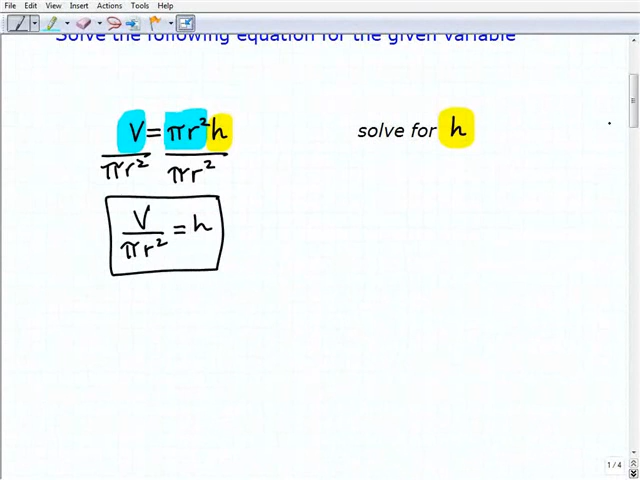 File Edit View Insert Actions Tools Help
Solve the following equation for the given variable
V = πr²h
πr² πr²
solve for h
V
πr² = h
1 / 4